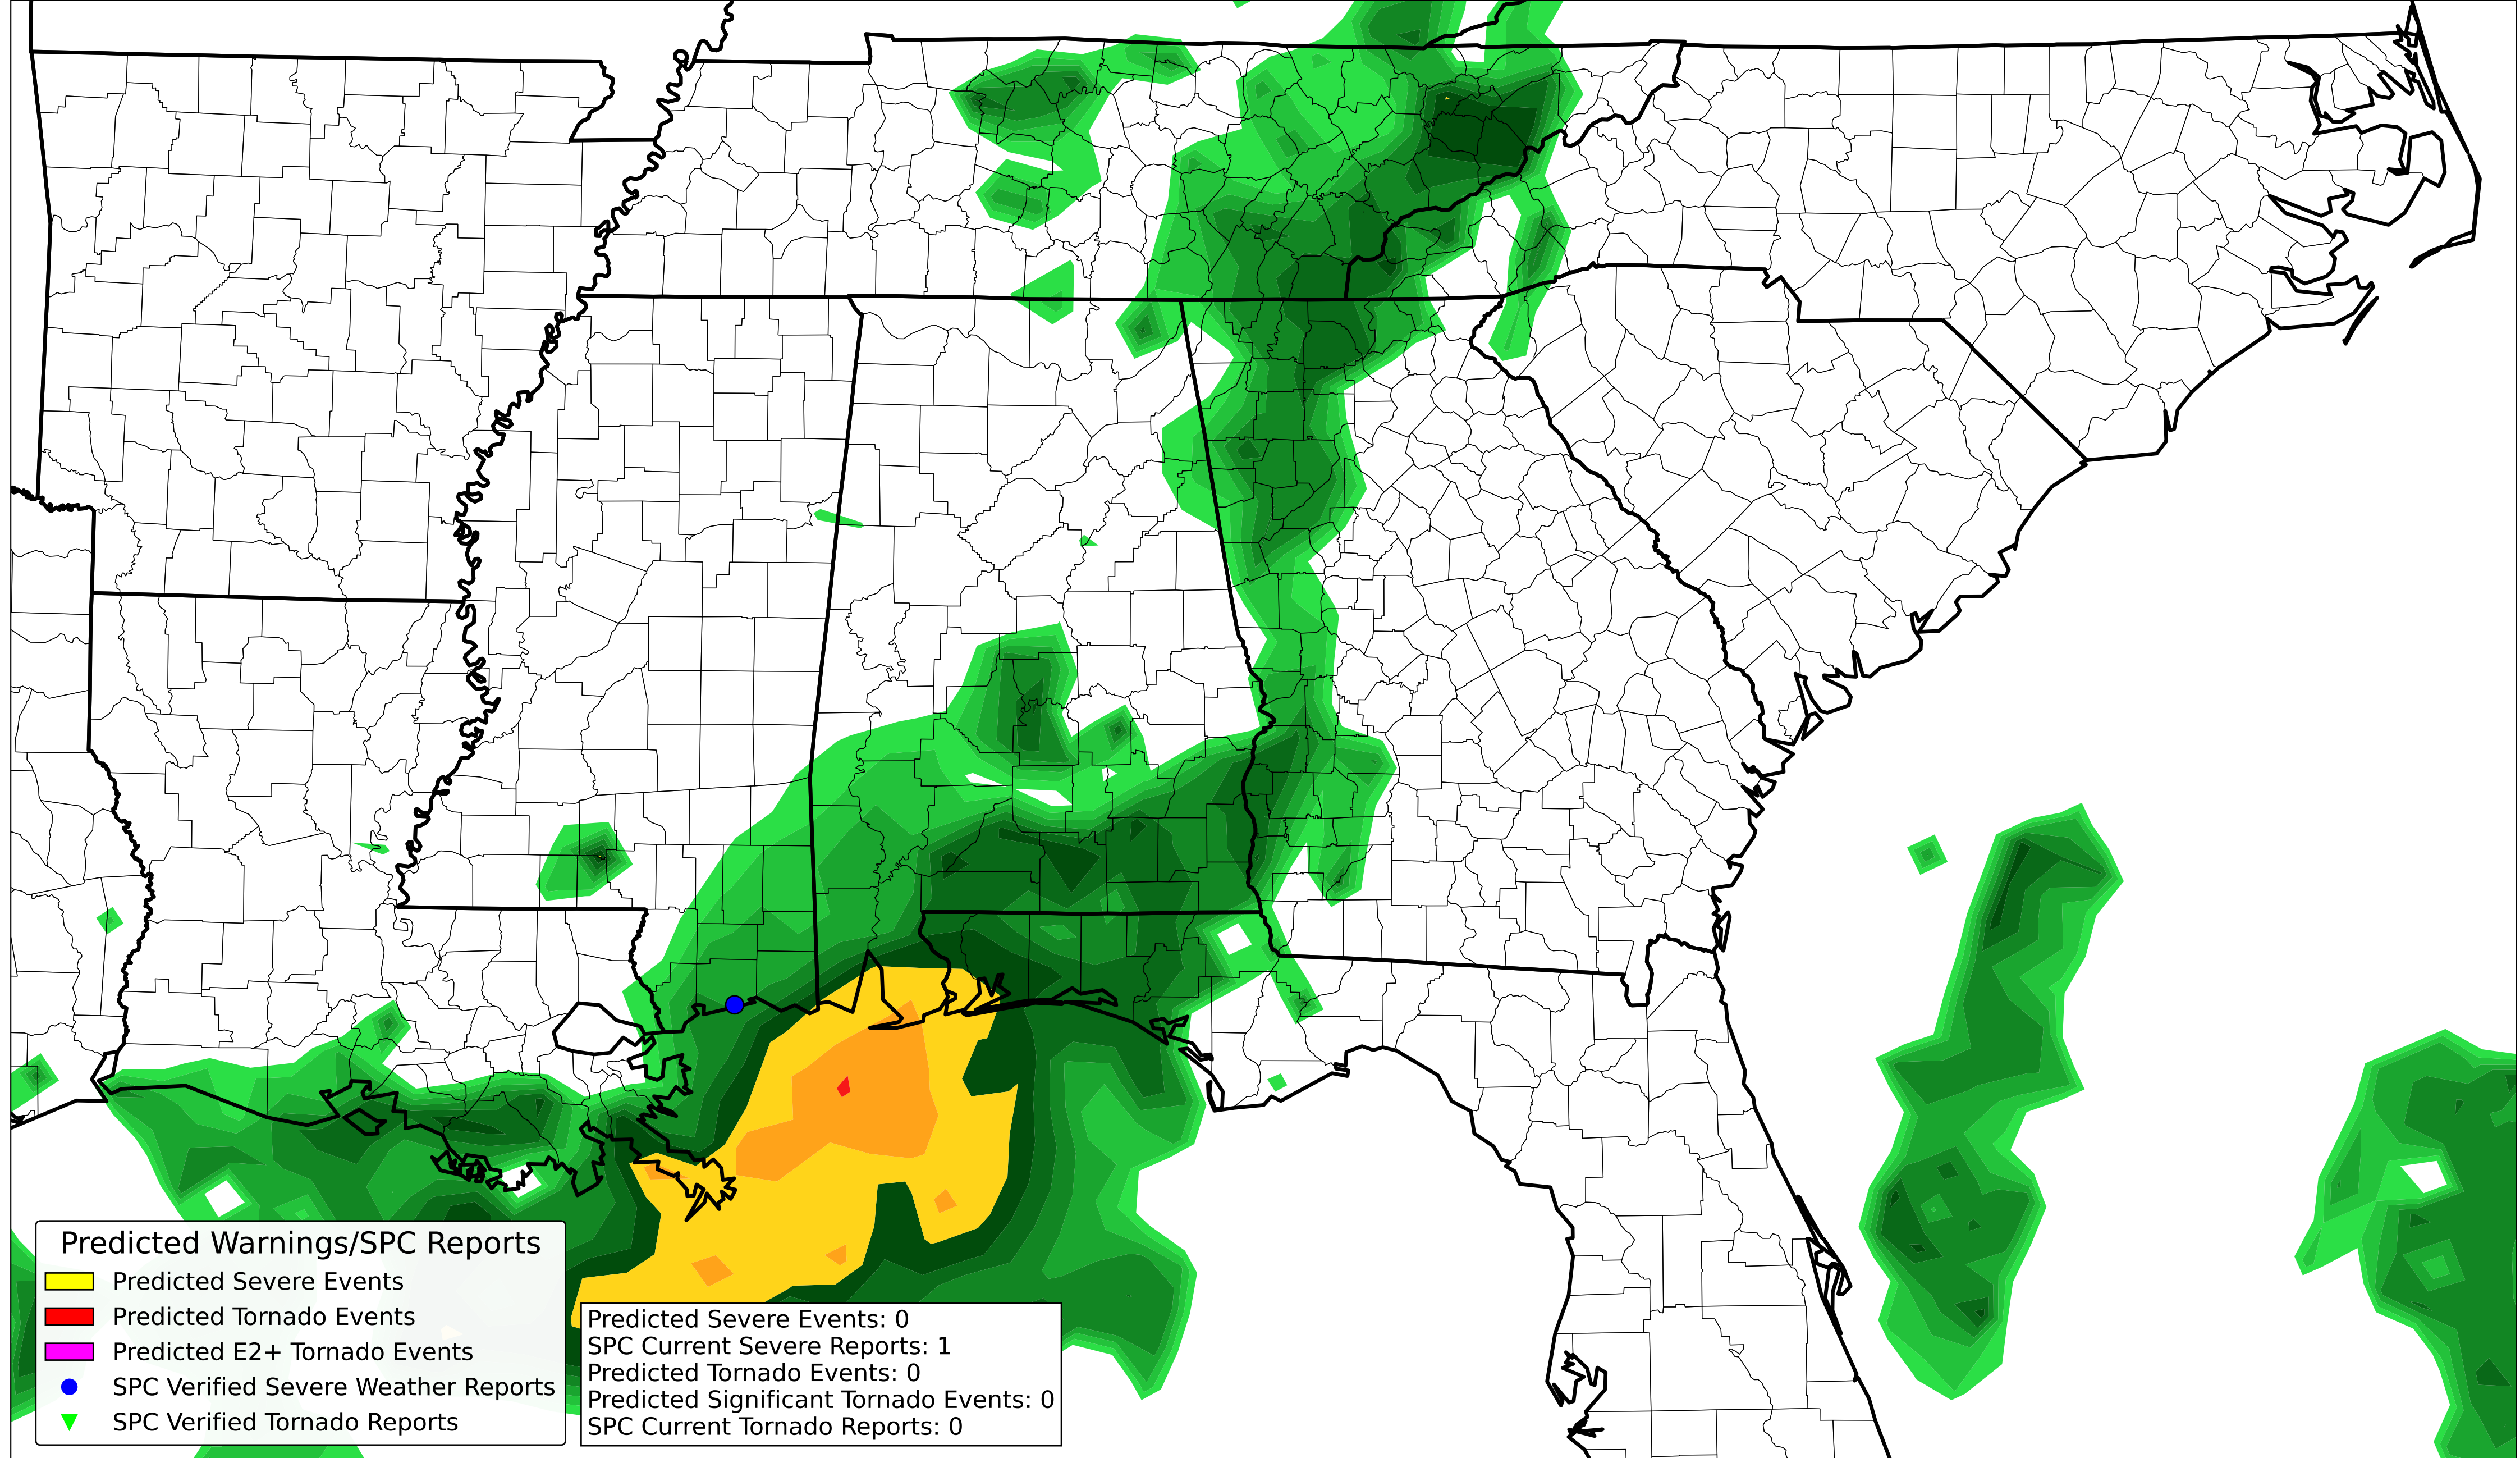 Predicted Warnings/SPC Reports
Predicted Severe Events
Predicted Tornado Events
Predicted E2+ Tornado Events
SPC Verified Severe Weather Reports
SPC Verified Tornado Reports
Predicted Severe Events: 0
SPC Current Severe Reports: 1
Predicted Tornado Events: 0
Predicted Significant Tornado Events: 0
SPC Current Tornado Reports: 0